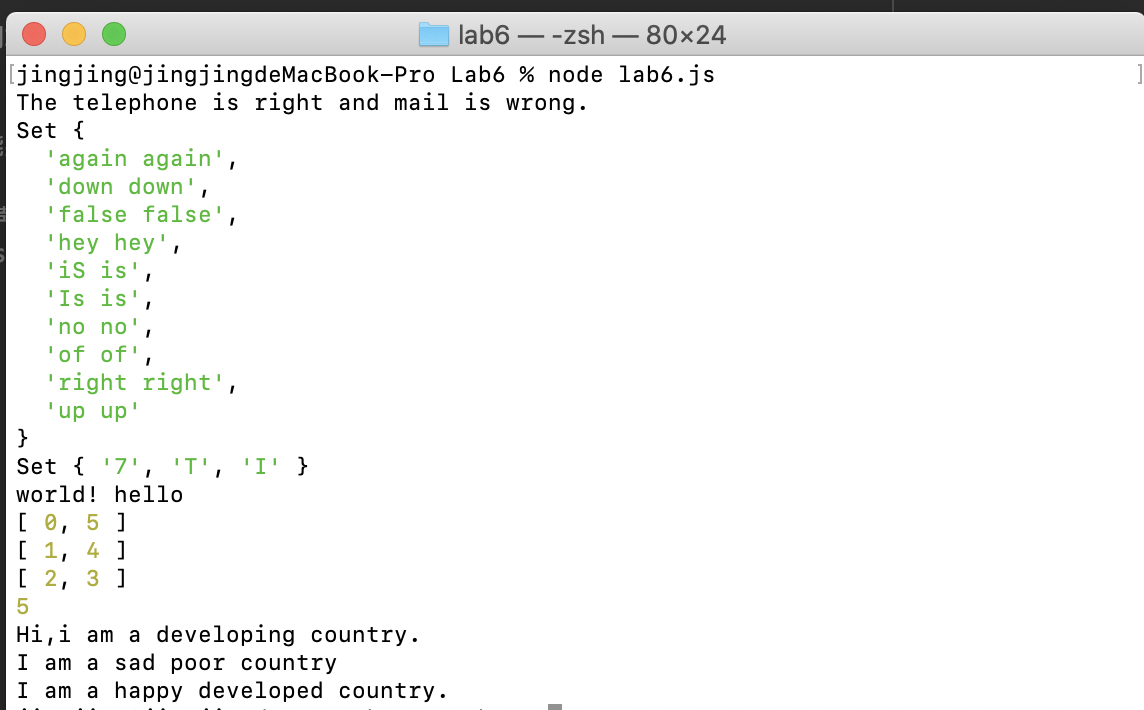 lab6 — -zsh — 80×24
[jingjing@jingjingdeMacBook-Pro Lab6 % node lab6.js]
The telephone is right and mail is wrong.
Set {
  'again again',
  'down down',
  'false false',
  'hey hey',
  'iS is',
  'Is is',
  'no no',
  'of of',
  'right right',
  'up up'
}
Set { '7', 'T', 'I' }
world! hello
[ 0, 5 ]
[ 1, 4 ]
[ 2, 3 ]
5
Hi,i am a developing country.
I am a sad poor country
I am a happy developed country.